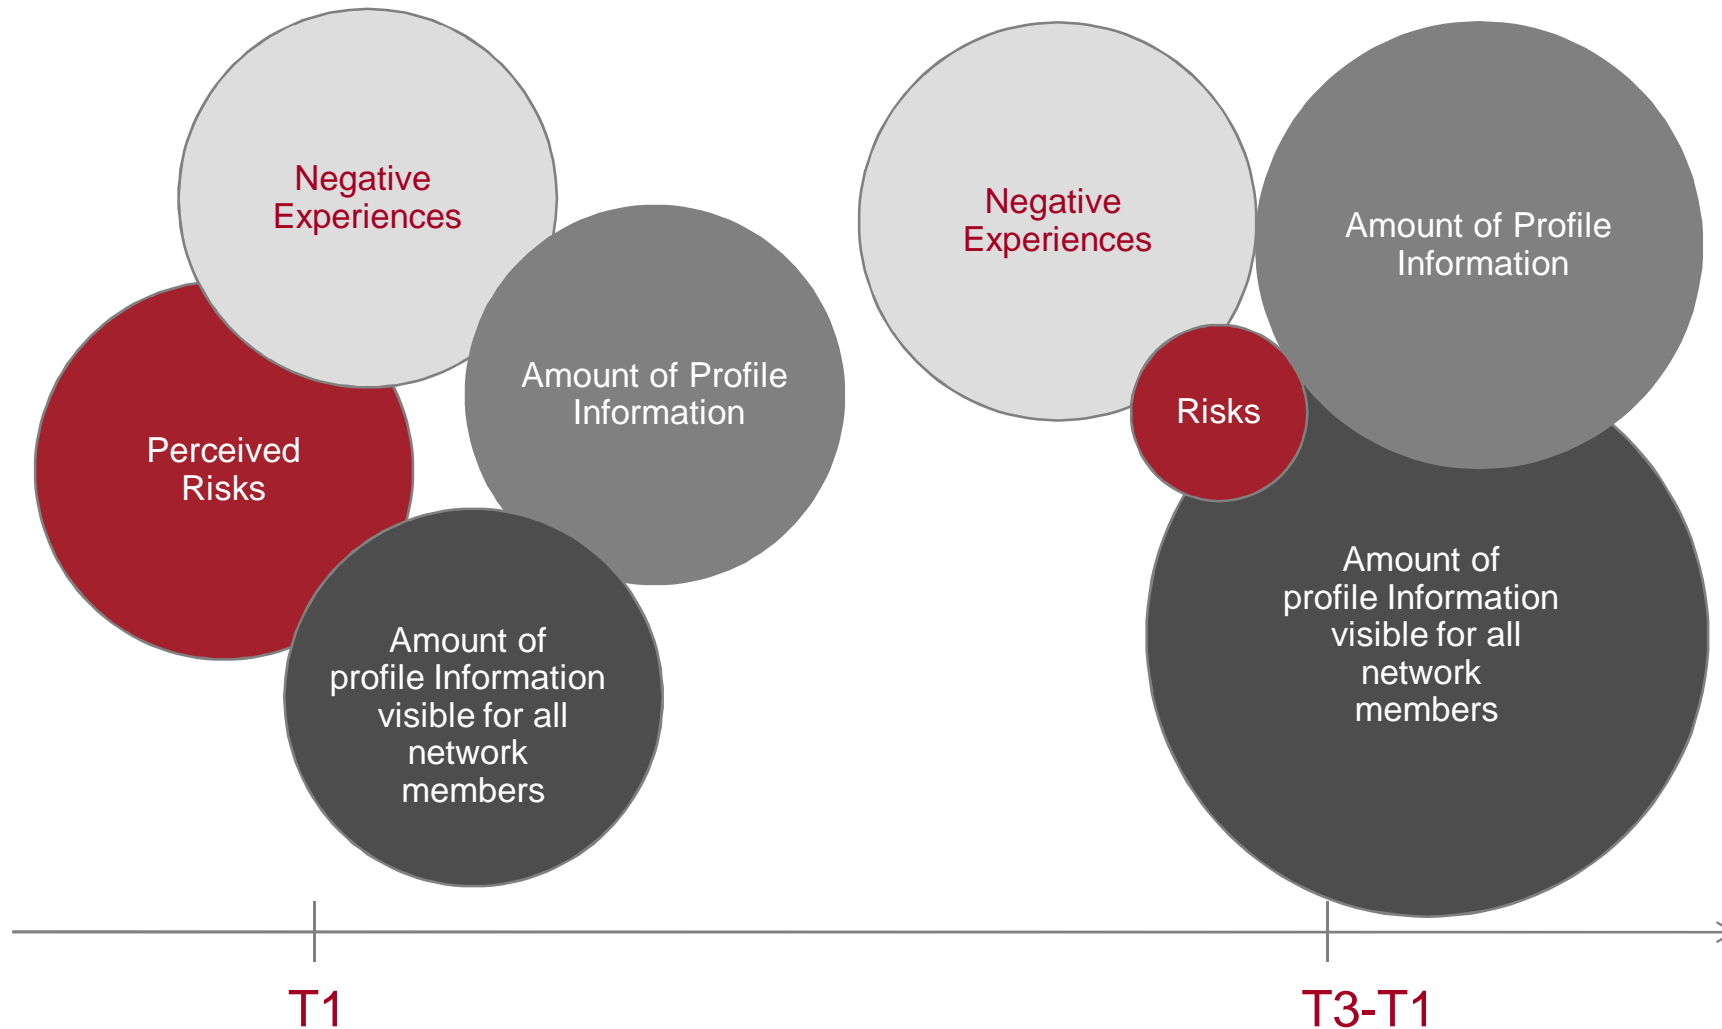 Negative
Experiences
Perceived
Risks
Amount of Profile
Information
Amount of
profile Information
visible for all
network
members
Negative
Experiences
Amount of Profile
Information
Risks
Amount of
profile Information
visible for all
network
members
T1
T3-T1